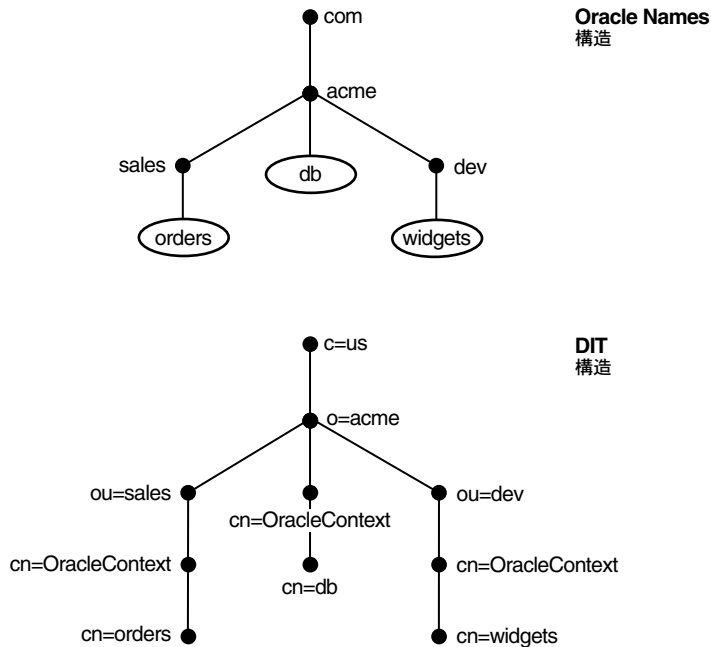 com
Oracle Names
構造
acme
sales
db
dev
orders
widgets
c=us
DIT
構造
o=acme
ou=sales
ou=dev
cn=OracleContext
cn=OracleContext
cn=OracleContext
cn=db
cn=orders
cn=widgets